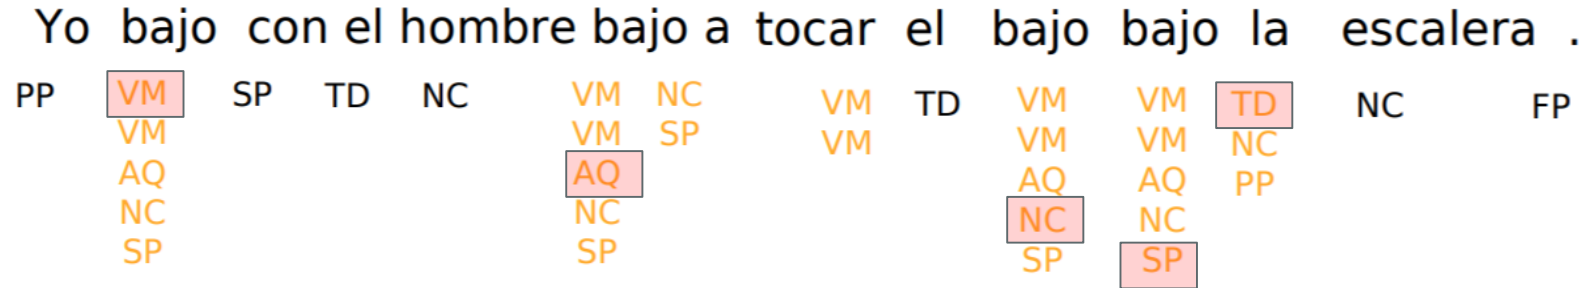 Yo bajo con el hombre bajo a tocar el bajo bajo la escalera .
PP VM SP TD NC VM NC VM TD VM VM TD NC FP
VM VM SP VM VM VM NC
AQ AQ AQ AQ PP
NC NC NC NC
SP SP SP SP